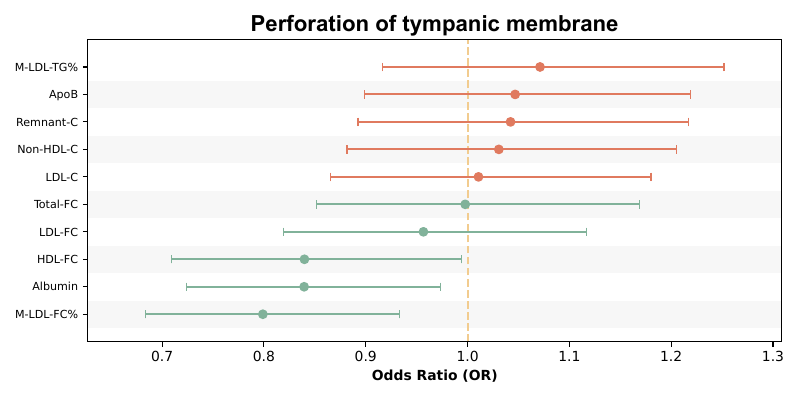 Perforation of tympanic membrane
M-LDL-TG%
ApoB
Remnant-C
Non-HDL-C
LDL-C
Total-FC
LDL-FC
HDL-FC
Albumin
M-LDL-FC%
0.7 0.8 0.9 1.0 1.1 1.2 1.3
Odds Ratio (OR)